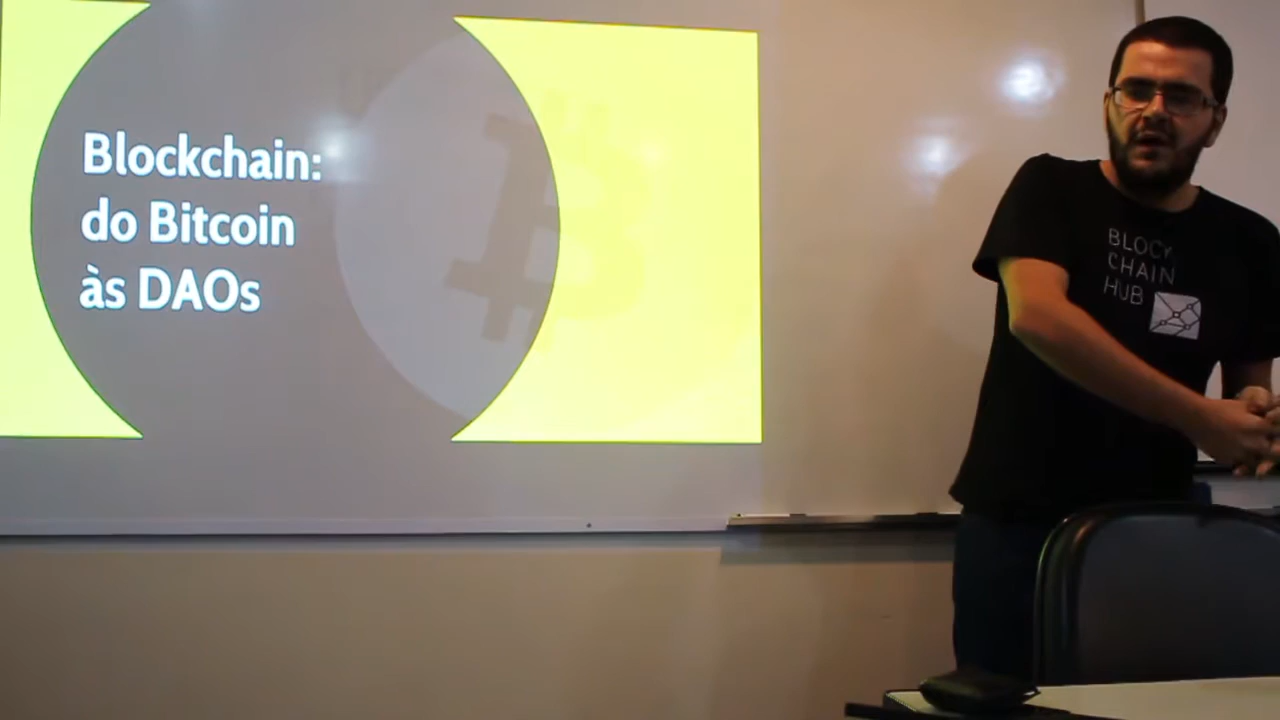 Blockchain:
do Bitcoin
às DAOs
BLOCK
CHAIN
HUB